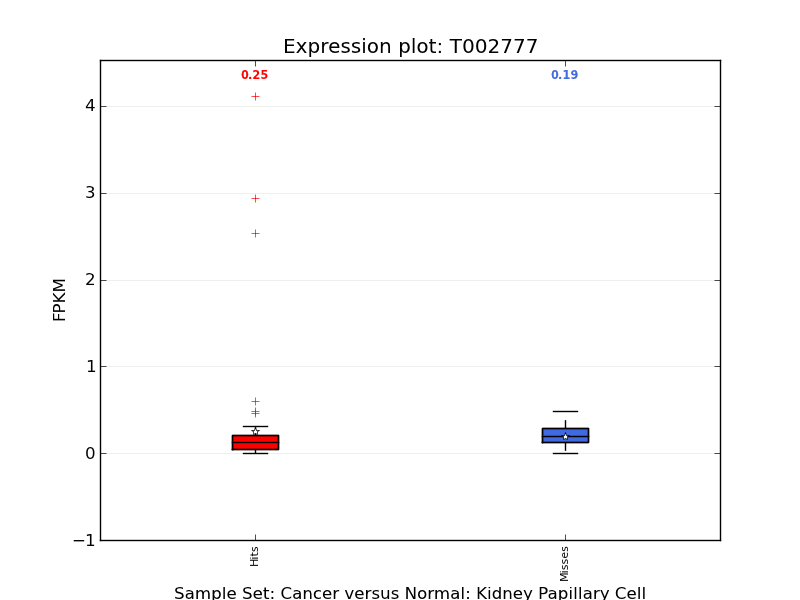 Expression plot: T002777
0.25
0.19
4
3
2
1
0
−1
FPKM
Hits
Misses
Sample Set: Cancer versus Normal: Kidney Papillary Cell